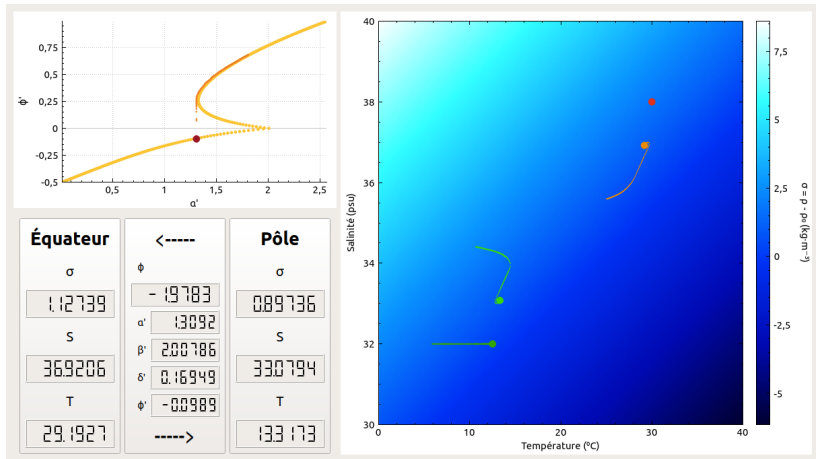 0,75
0,5
0,25
0
-0,25
-0,5
ϕ'
0,5 1 1,5 2 2,5
α'
Équateur
σ
1.12739
S
36.9206
T
29.1927
<-----
ϕ
-1.9783
α' 1.3092
β' 2.00786
δ' 0.16949
ϕ' -0.0989
----->
Pôle
σ
0.89736
S
33.0794
T
13.3173
40
38
36
34
32
30
Salinité (psu)
0 10 20 30 40
Température (ºC)
7,5
5
2,5
0
-2,5
-5
σ = ρ - ρ₀ (kg·m⁻³)